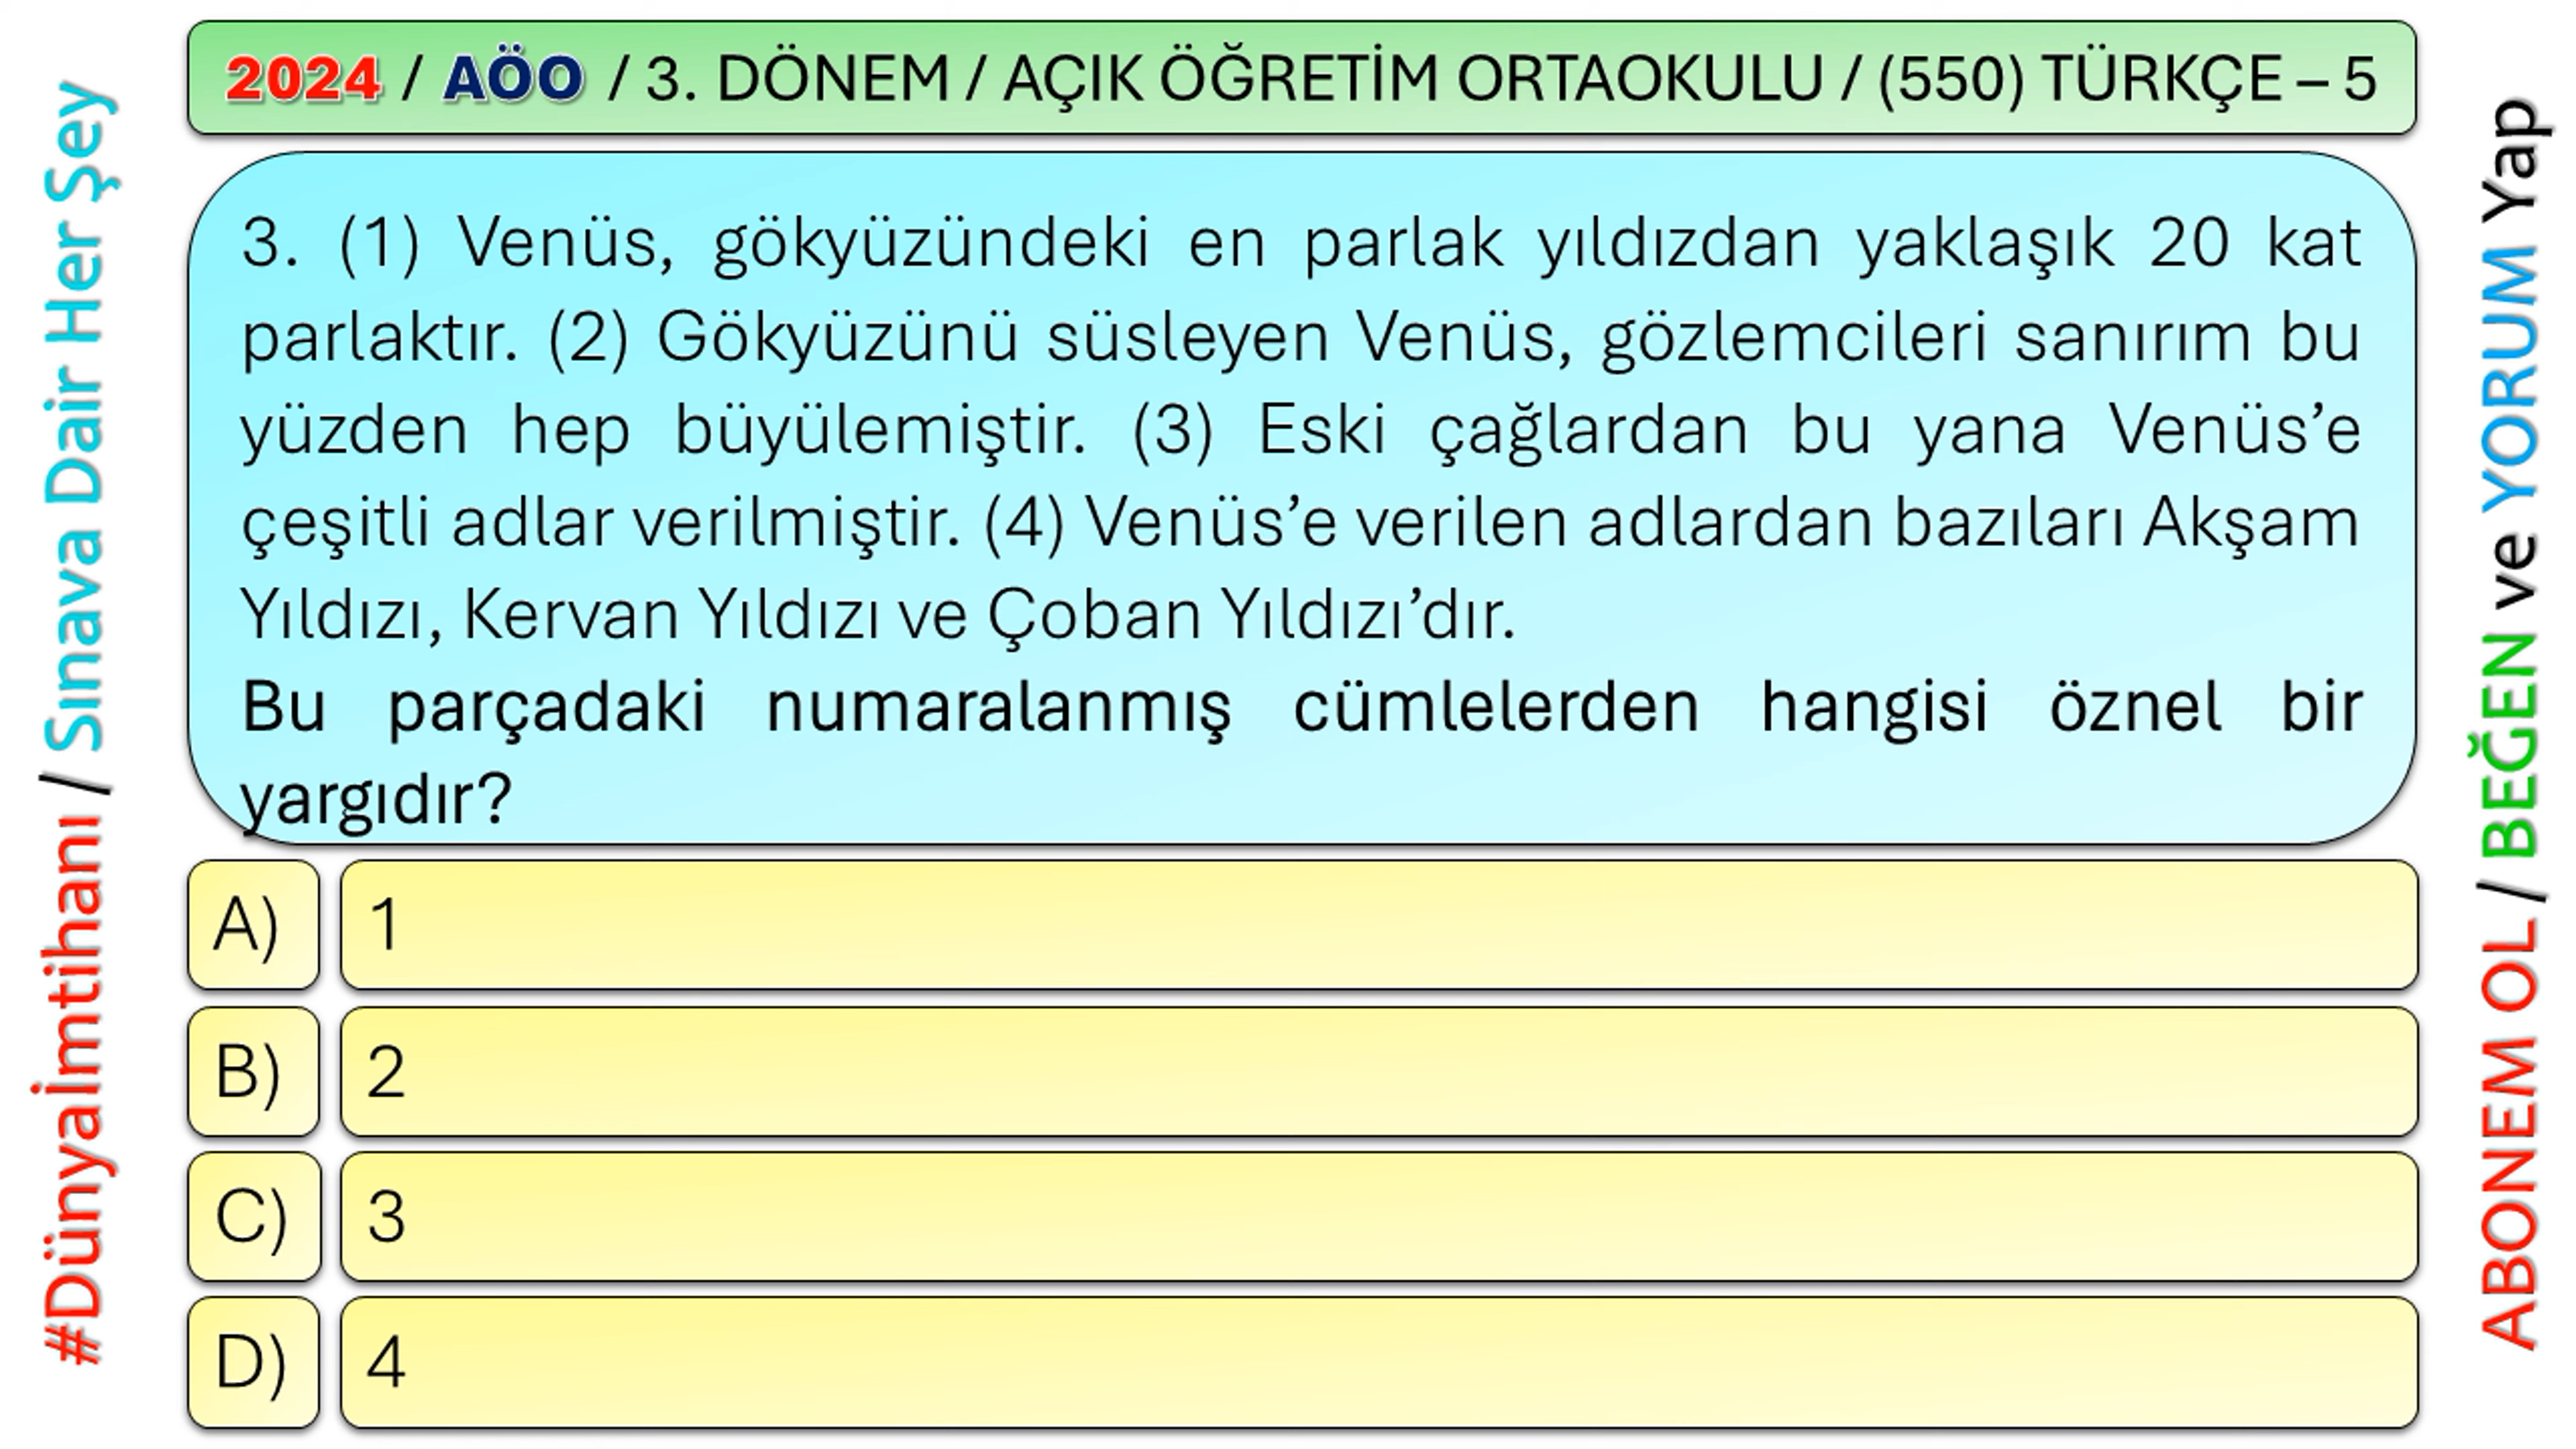 2024 / AÖO / 3. DÖNEM / AÇIK ÖĞRETİM ORTAOKULU / (550) TÜRKÇE – 5
#Dünyaİmtihanı / Sınava Dair Her Şey
3. (1) Venüs, gökyüzündeki en parlak yıldızdan yaklaşık 20 kat
parlaktır. (2) Gökyüzünü süsleyen Venüs, gözlemcileri sanırım bu
yüzden hep büyülemiştir. (3) Eski çağlardan bu yana Venüs’e
çeşitli adlar verilmiştir. (4) Venüs’e verilen adlardan bazıları Akşam
Yıldızı, Kervan Yıldızı ve Çoban Yıldızı’dır.
Bu parçadaki numaralanmış cümlelerden hangisi öznel bir
yargıdır?
A) 1
B) 2
C) 3
D) 4
ABONEM OL / BEĞEN ve YORUM Yap